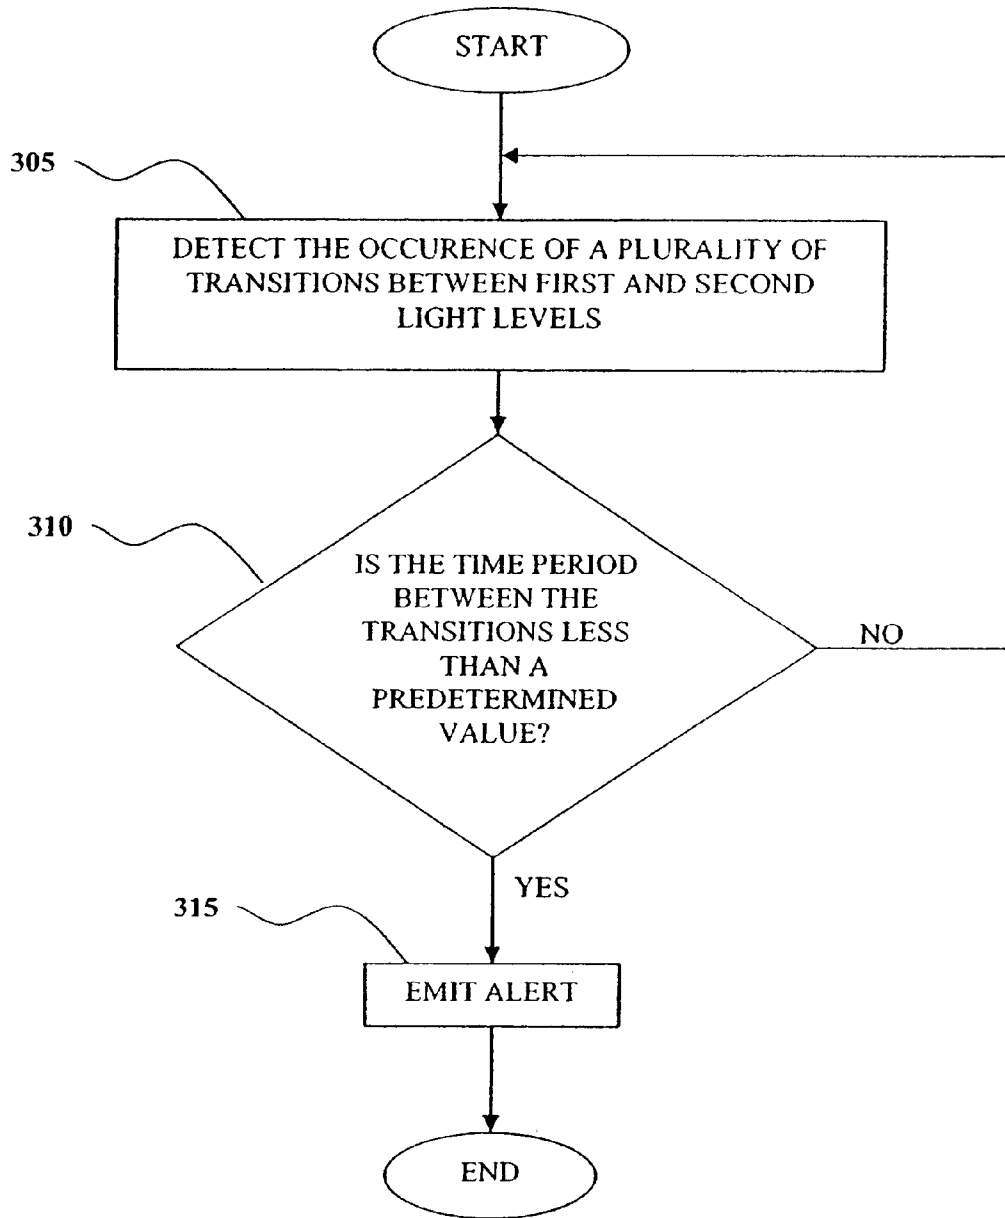 START
305
DETECT THE OCCURENCE OF A PLURALITY OF
TRANSITIONS BETWEEN FIRST AND SECOND
LIGHT LEVELS
310
IS THE TIME PERIOD
BETWEEN THE
TRANSITIONS LESS
THAN A
PREDETERMINED
VALUE?
NO
YES
315
EMIT ALERT
END